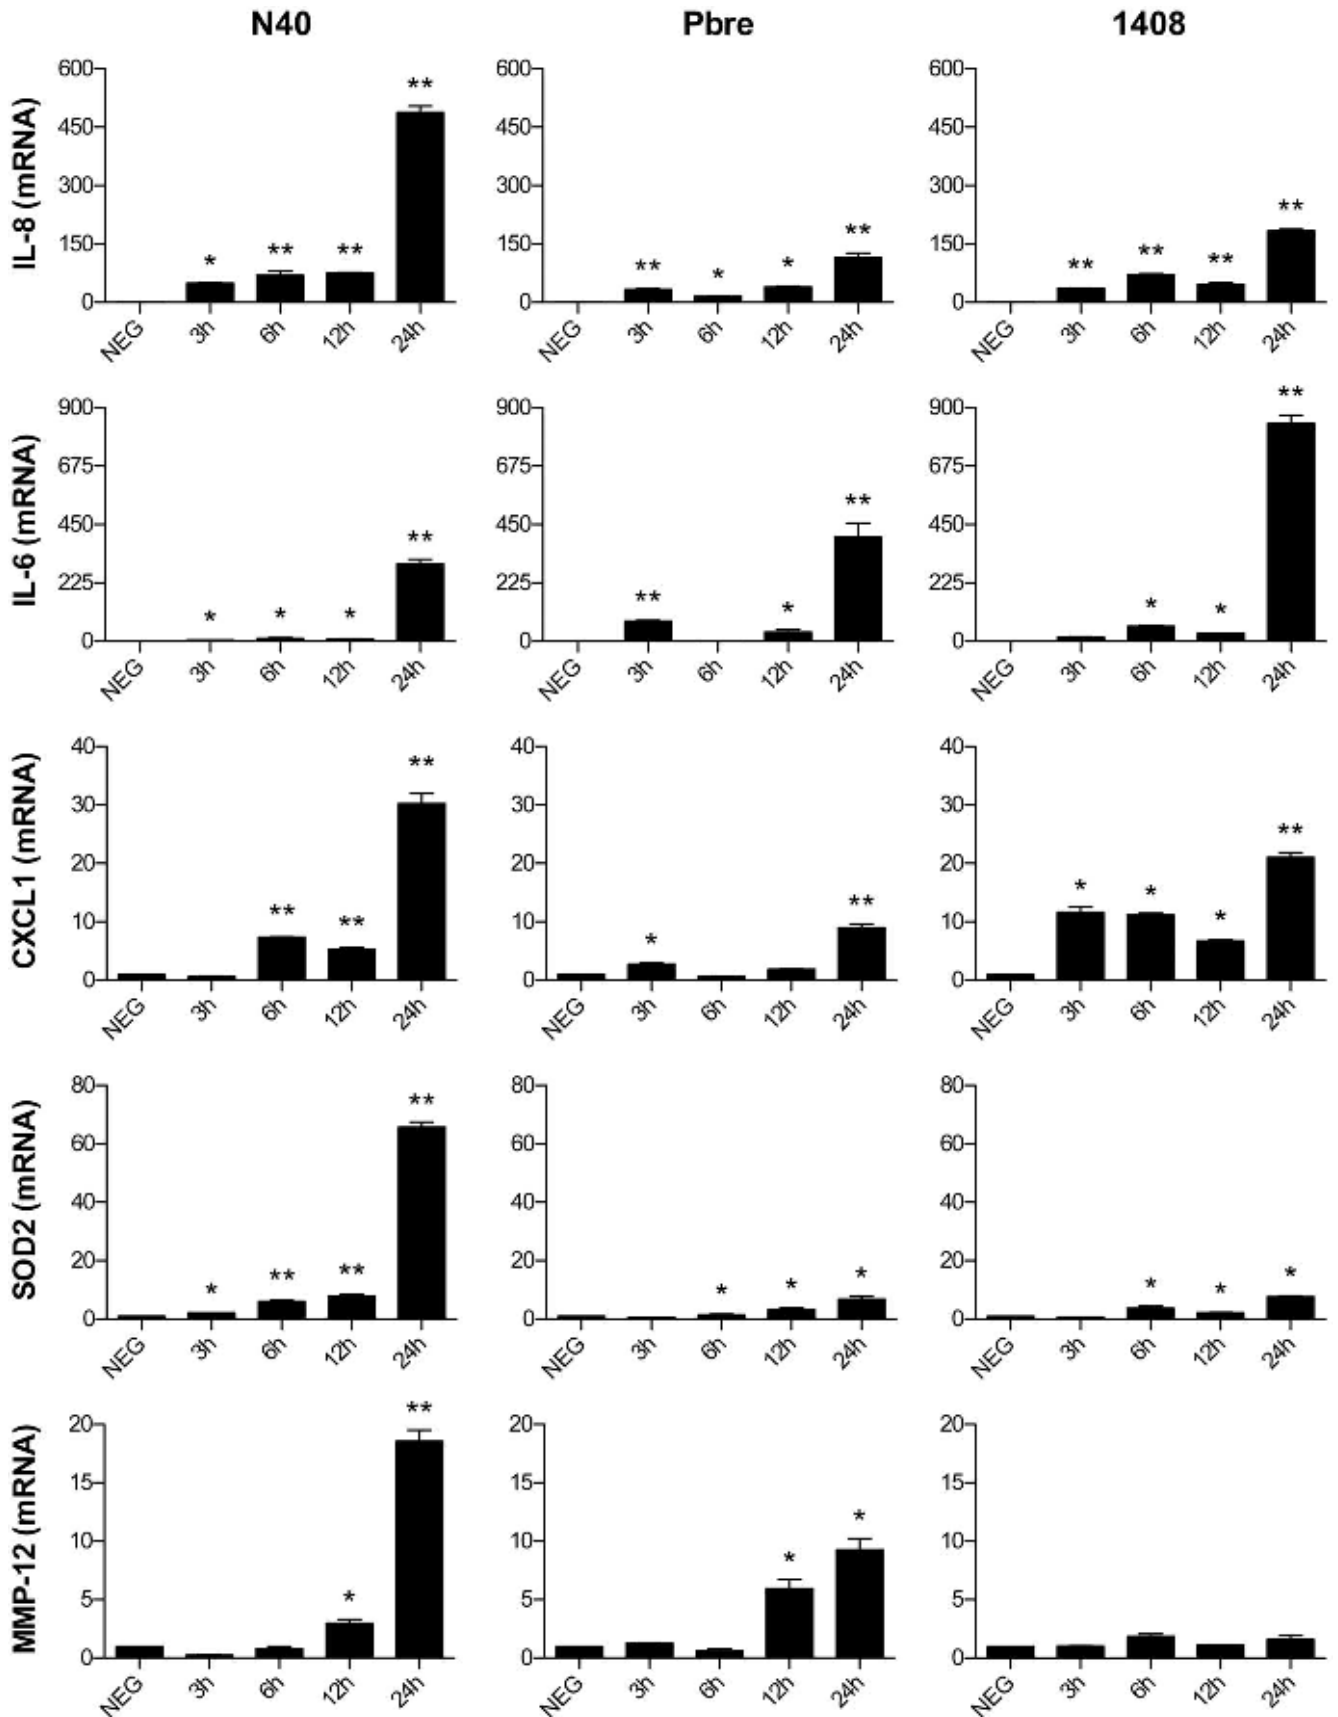 N40 Pbre 1408
IL-8 (mRNA)
600 450 300 150 0
* ** ** **
NEG 3h 6h 12h 24h
600 450 300 150 0
** * * **
NEG 3h 6h 12h 24h
600 450 300 150 0
** ** ** **
NEG 3h 6h 12h 24h
IL-6 (mRNA)
900 675 450 225 0
* * * **
NEG 3h 6h 12h 24h
900 675 450 225 0
** * **
NEG 3h 6h 12h 24h
900 675 450 225 0
* * **
NEG 3h 6h 12h 24h
CXCL1 (mRNA)
40 30 20 10 0
** ** **
NEG 3h 6h 12h 24h
40 30 20 10 0
* **
NEG 3h 6h 12h 24h
40 30 20 10 0
* * * **
NEG 3h 6h 12h 24h
SOD2 (mRNA)
80 60 40 20 0
* ** ** **
NEG 3h 6h 12h 24h
80 60 40 20 0
* * *
NEG 3h 6h 12h 24h
80 60 40 20 0
* * *
NEG 3h 6h 12h 24h
MMP-12 (mRNA)
20 15 10 5 0
* **
NEG 3h 6h 12h 24h
20 15 10 5 0
* *
NEG 3h 6h 12h 24h
20 15 10 5 0
NEG 3h 6h 12h 24h